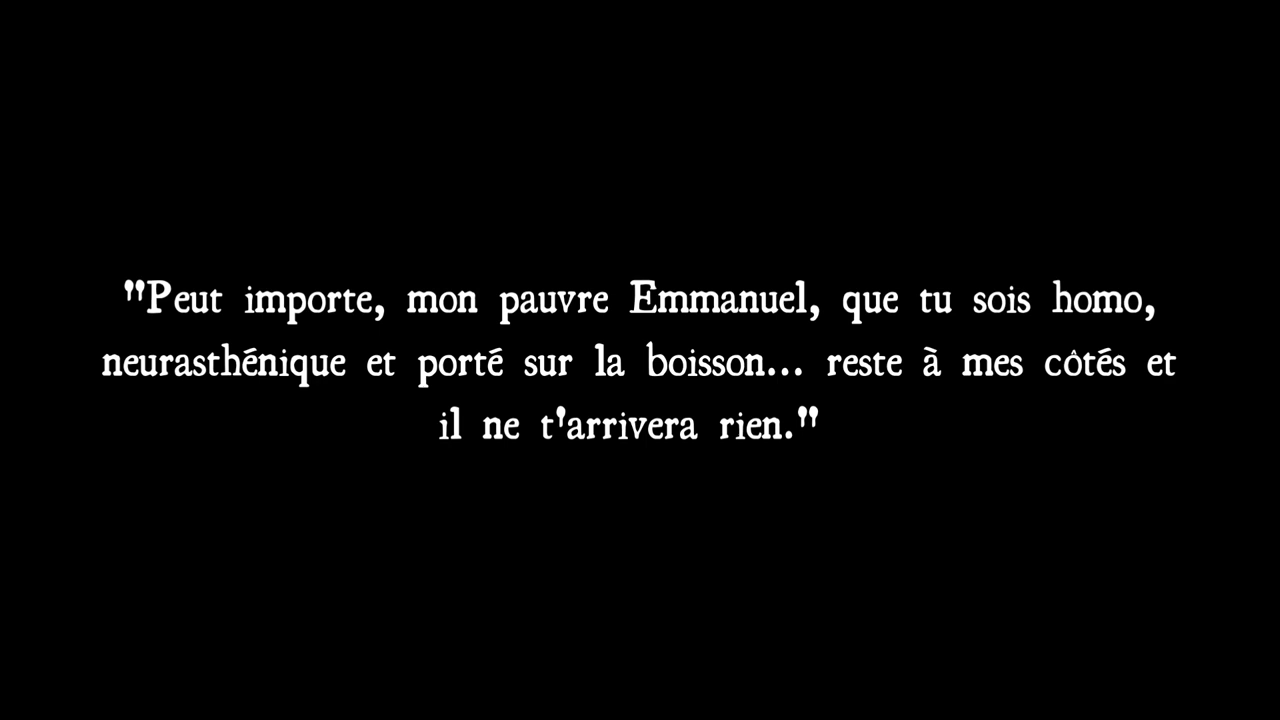 "Peut importe, mon pauvre Emmanuel, que tu sois homo,
neurasthénique et porté sur la boisson... reste à mes côtés et
il ne t'arrivera rien."